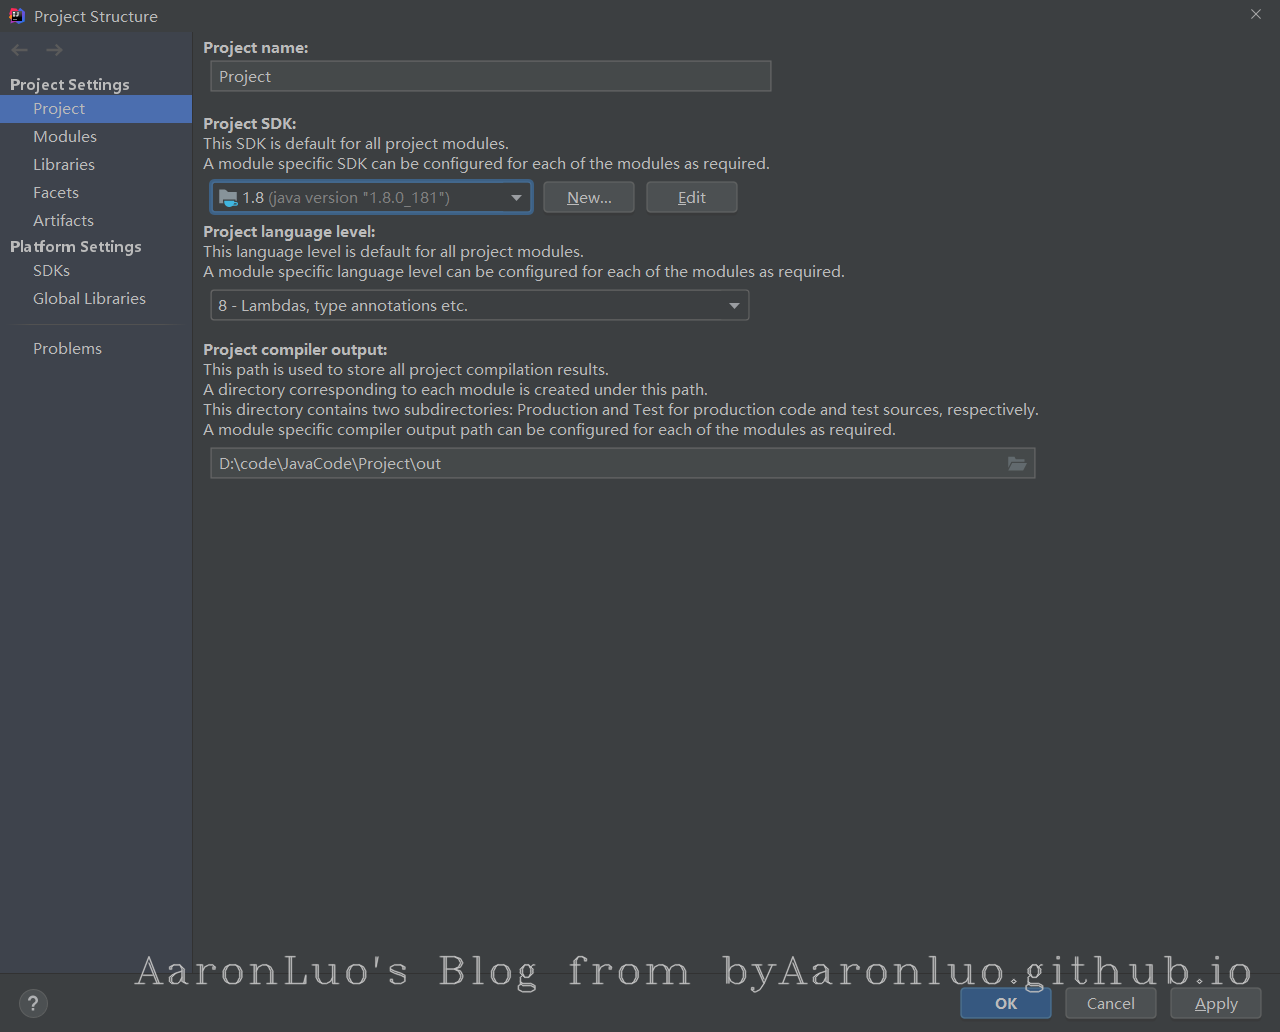 Project Structure
Project Settings
Project
Modules
Libraries
Facets
Artifacts
Platform Settings
SDKs
Global Libraries
Problems
Project name:
Project
Project SDK:
This SDK is default for all project modules.
A module specific SDK can be configured for each of the modules as required.
1.8 (java version "1.8.0_181")
New...
Edit
Project language level:
This language level is default for all project modules.
A module specific language level can be configured for each of the modules as required.
8 - Lambdas, type annotations etc.
Project compiler output:
This path is used to store all project compilation results.
A directory corresponding to each module is created under this path.
This directory contains two subdirectories: Production and Test for production code and test sources, respectively.
A module specific compiler output path can be configured for each of the modules as required.
D:\code\JavaCode\Project\out
AaronLuo's Blog from byAaronluo.github.io
?
OK
Cancel
Apply